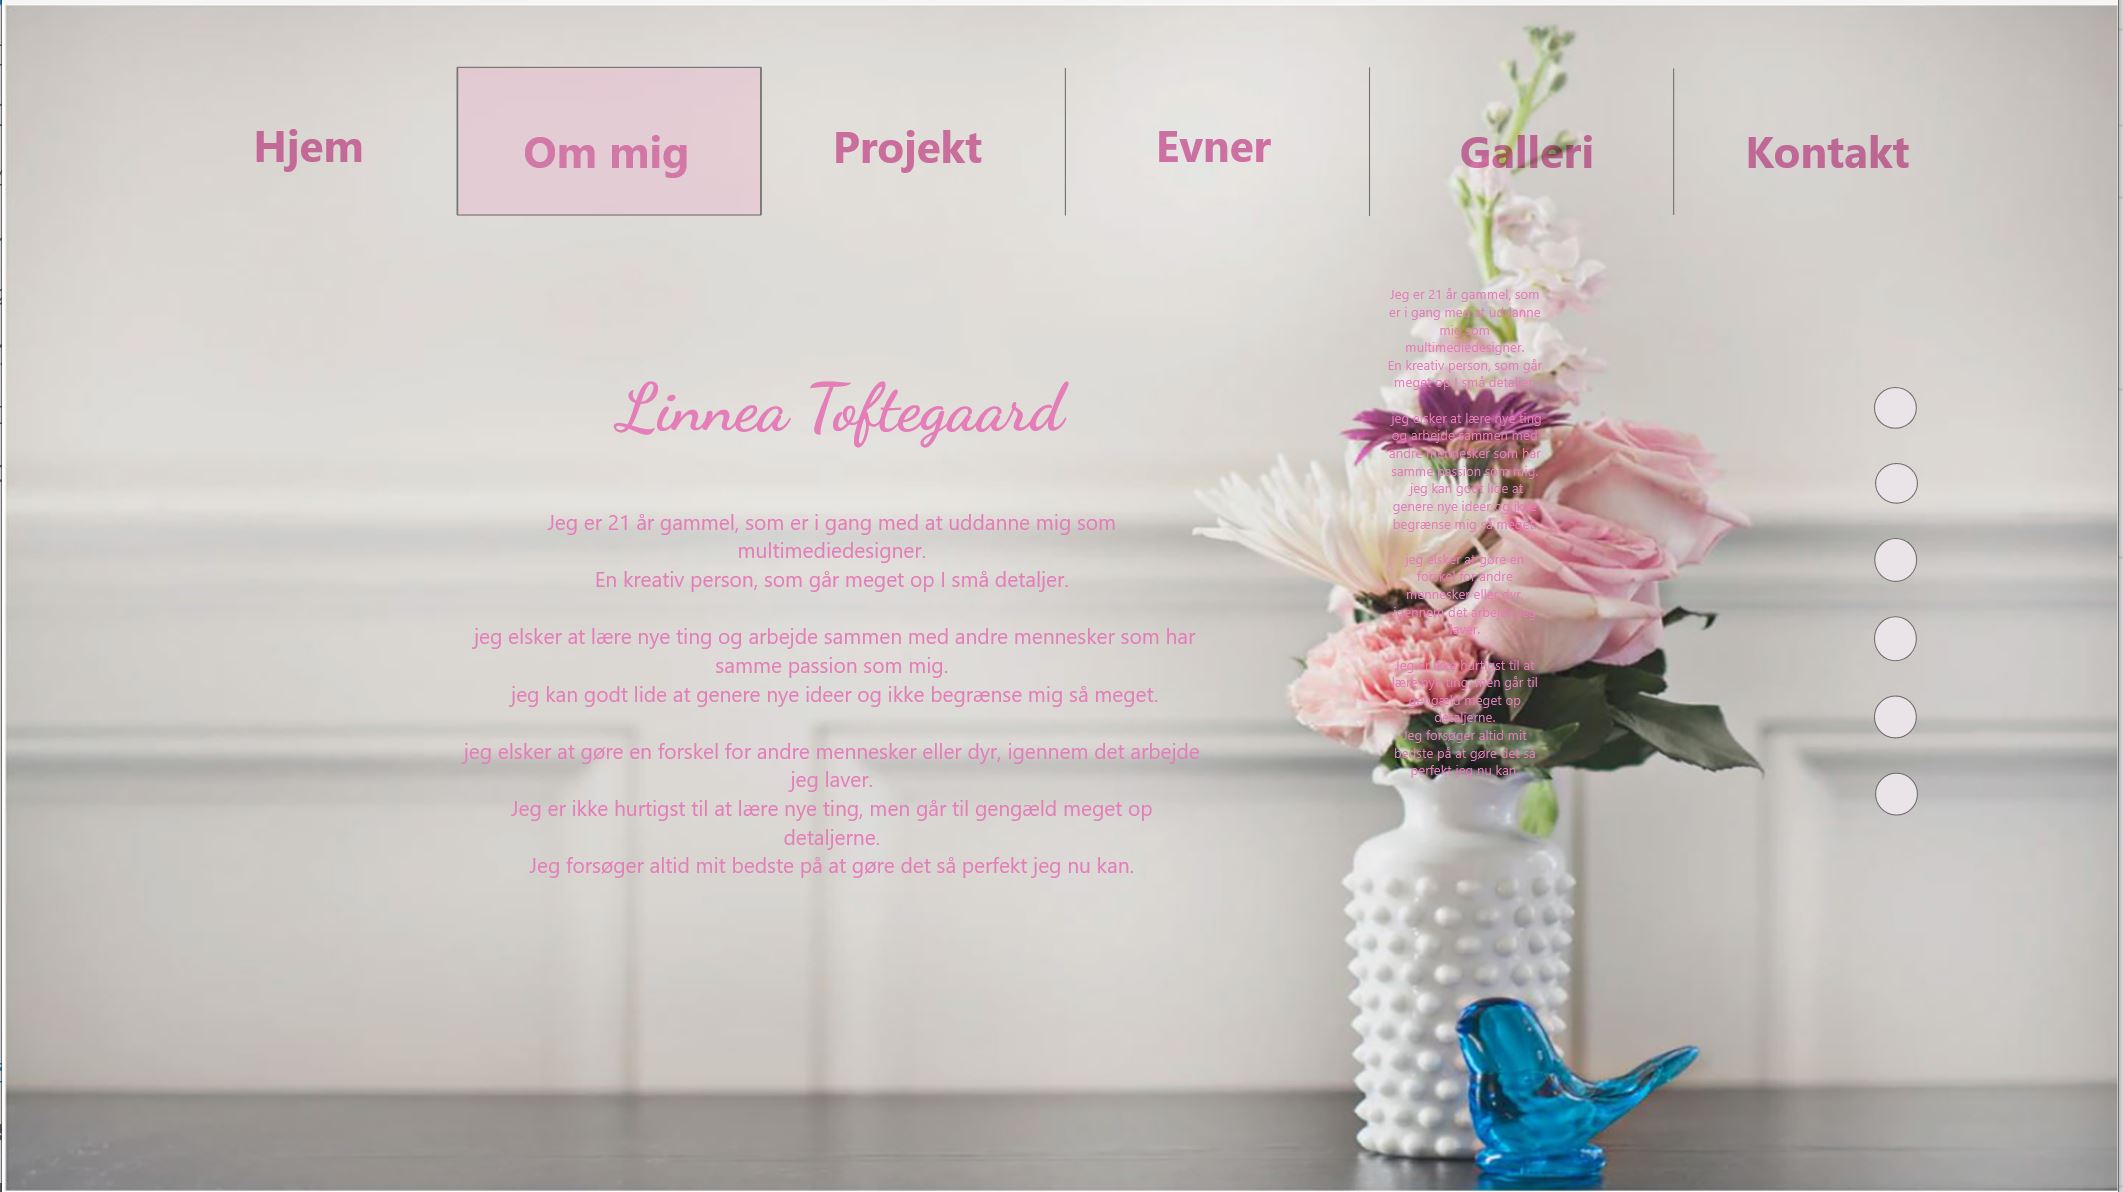 Hjem
Om mig
Projekt
Evner
Galleri
Kontakt
Linnea Toftegaard
Jeg er 21 år gammel, som er i gang med at uddanne mig som
multimediedesigner.
En kreativ person, som går meget op I små detaljer.
jeg elsker at lære nye ting og arbejde sammen med andre mennesker som har
samme passion som mig.
jeg kan godt lide at genere nye ideer og ikke begrænse mig så meget.
jeg elsker at gøre en forskel for andre mennesker eller dyr, igennem det arbejde
jeg laver.
Jeg er ikke hurtigst til at lære nye ting, men går til gengæld meget op
detaljerne.
Jeg forsøger altid mit bedste på at gøre det så perfekt jeg nu kan.
Jeg er 21 år gammel, som
er i gang med at uddanne
mig som
multimediedesigner.
En kreativ person, som går
meget op I små detaljer.
jeg elsker at lære nye ting
og arbejde sammen med
andre mennesker som har
samme passion som mig.
jeg kan godt lide at
genere nye ideer og ikke
begrænse mig så meget.
jeg elsker at gøre en
forskel for andre
mennesker eller dyr,
igennem det arbejde jeg
laver.
Jeg er ikke hurtigst til at
lære nye ting, men går til
gengæld meget op
detaljerne.
Jeg forsøger altid mit
bedste på at gøre det så
perfekt jeg nu kan.